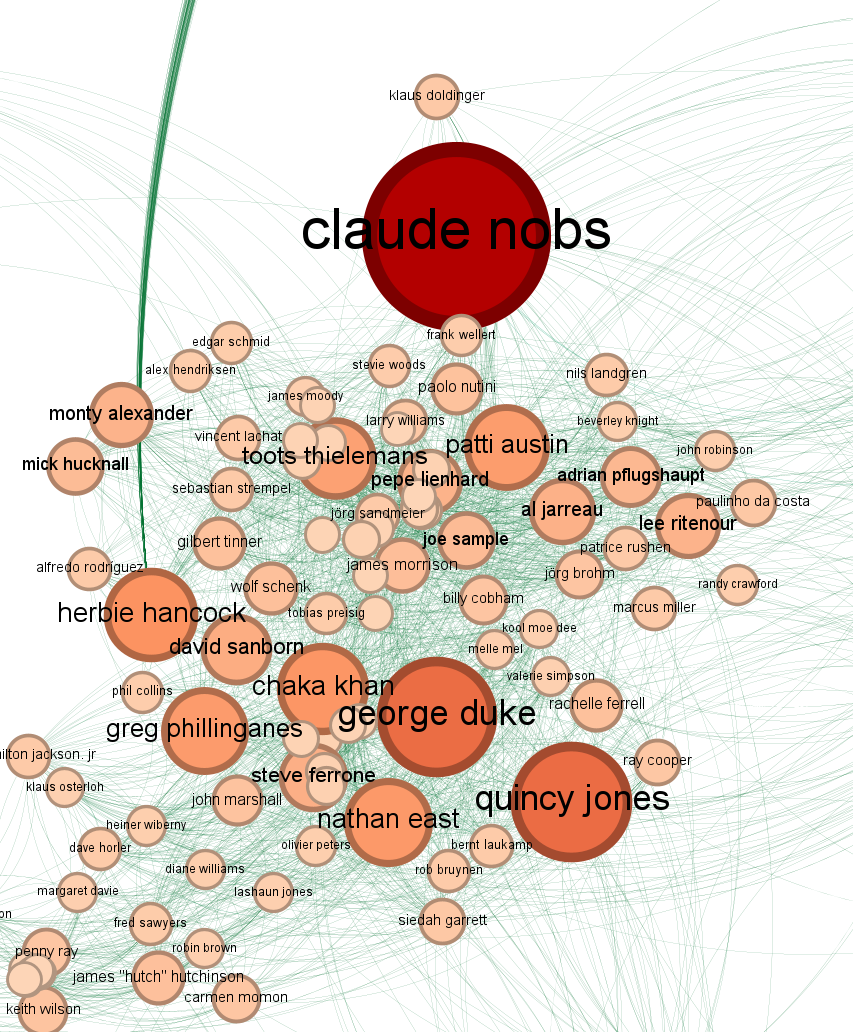 klaus doldinger
claude nobs
frank wellert
edgar schmid
alex hendriksen
stevie woods
nils landgren
paolo nutini
james moody
monty alexander
larry williams
beverley knight
vincent lachat
patti austin
john robinson
toots thielemans
mick hucknall
pepe lienhard
adrian pflugshaupt
sebastian strempel
paulinho da costa
al jarreau
jörg sandmeier
lee ritenour
gilbert tinner
joe sample
patrice rushen
alfredo rodríguez
james morrison
jörg brohm
wolf schenk
randy crawford
billy cobham
marcus miller
herbie hancock
tobias preisig
kool moe dee
david sanborn
melle mel
valerie simpson
chaka khan
phil collins
rachelle ferrell
george duke
greg phillinganes
ilton jackson. jr
ray cooper
steve ferrone
klaus osterloh
john marshall
quincy jones
nathan east
heiner wiberny
dave horler
olivier peters
bernt laukamp
diane williams
rob bruynen
margaret davie
lashaun jones
on
fred sawyers
siedah garrett
robin brown
penny ray
james "hutch" hutchinson
carmen momon
keith wilson